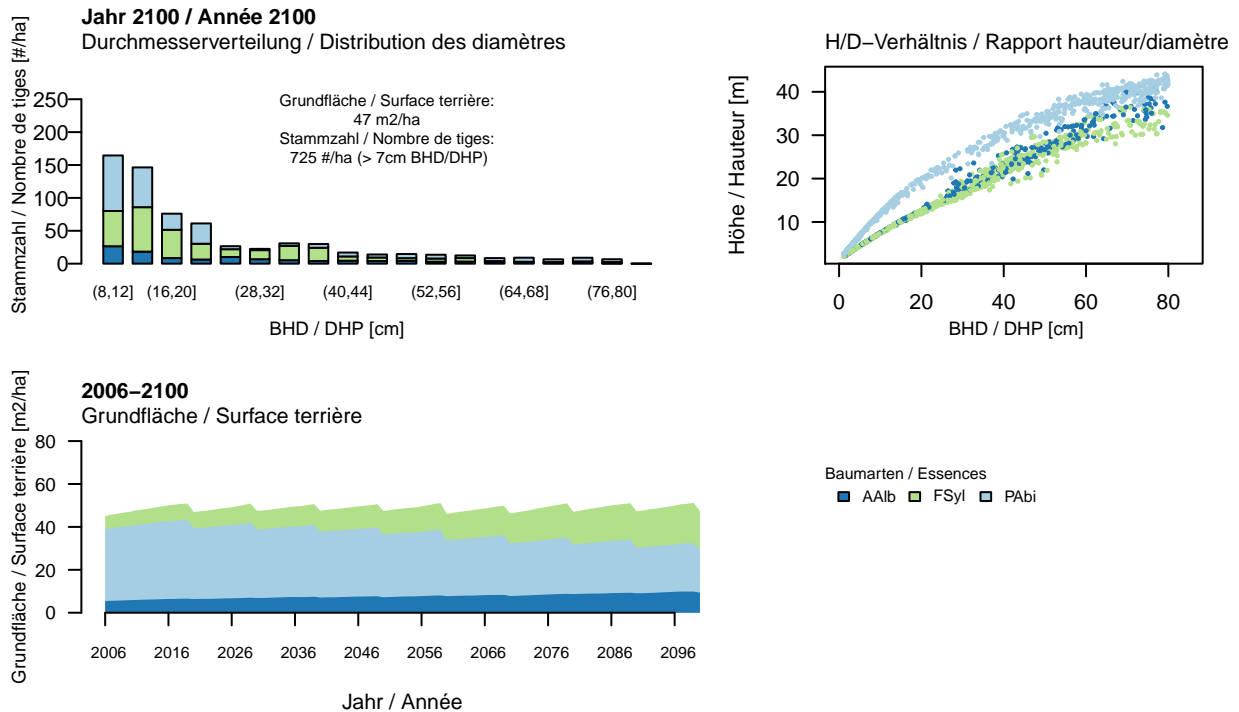 Jahr 2100 / Année 2100
Durchmesserverteilung / Distribution des diamètres
Stammzahl / Nombre de tiges [#/ha]
250
200
150
100
50
0
Grundfläche / Surface terrière:
47 m2/ha
Stammzahl / Nombre de tiges:
725 #/ha (> 7cm BHD/DHP)
(8,12] (16,20] (28,32] (40,44] (52,56] (64,68] (76,80]
BHD / DHP [cm]
H/D−Verhältnis / Rapport hauteur/diamètre
Höhe / Hauteur [m]
40
30
20
10
0 20 40 60 80
BHD / DHP [cm]
2006−2100
Grundfläche / Surface terrière
Grundfläche / Surface terrière [m2/ha]
80
60
40
20
0
2006 2016 2026 2036 2046 2056 2066 2076 2086 2096
Jahr / Année
Baumarten / Essences
AAlb FSyl PAbi